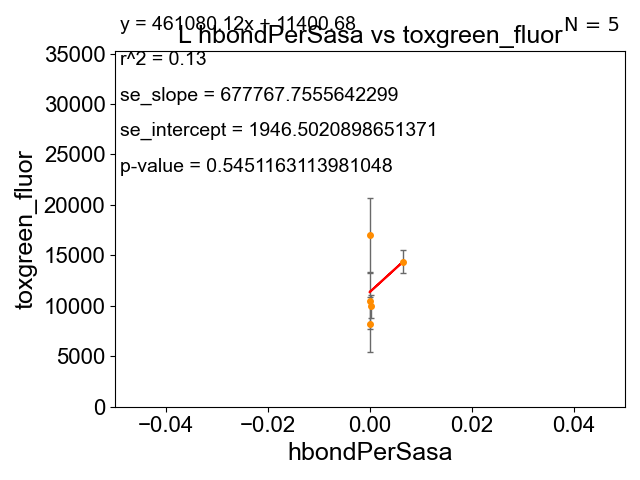 y = 461080.12x + 11400.68
N = 5
L hbondPerSasa vs toxgreen_fluor
r^2 = 0.13
se_slope = 677767.7555642299
se_intercept = 1946.5020898651371
p-value = 0.5451163113981048
toxgreen_fluor
35000
30000
25000
20000
15000
10000
5000
0
−0.04 −0.02 0.00 0.02 0.04
hbondPerSasa